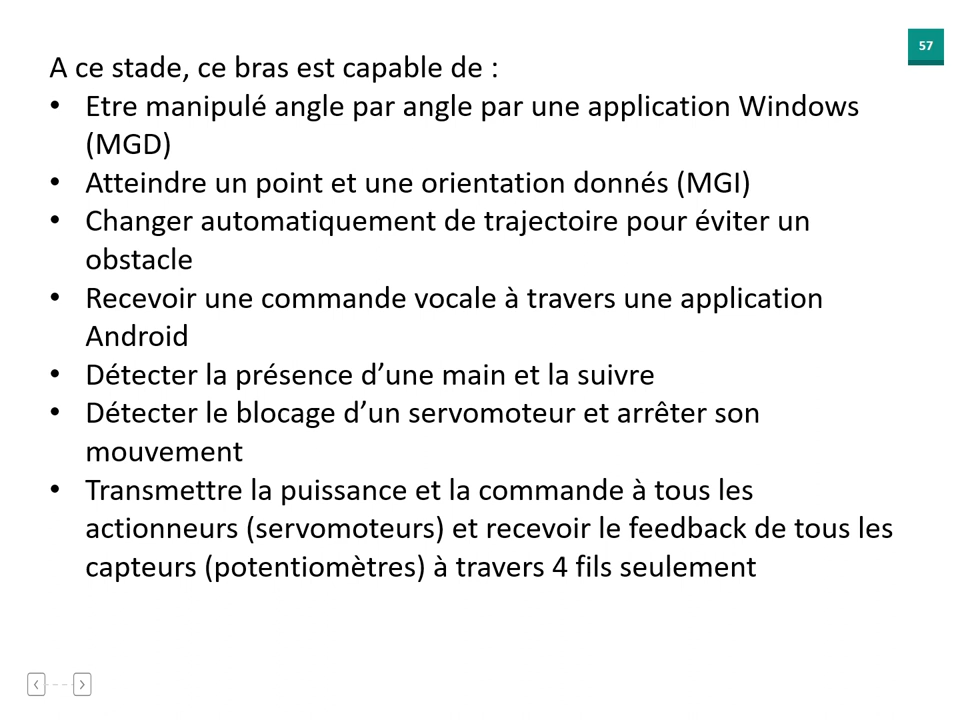 57
A ce stade, ce bras est capable de :
• Etre manipulé angle par angle par une application Windows
(MGD)
• Atteindre un point et une orientation donnés (MGI)
• Changer automatiquement de trajectoire pour éviter un
obstacle
• Recevoir une commande vocale à travers une application
Android
• Détecter la présence d’une main et la suivre
• Détecter le blocage d’un servomoteur et arrêter son
mouvement
• Transmettre la puissance et la commande à tous les
actionneurs (servomoteurs) et recevoir le feedback de tous les
capteurs (potentiomètres) à travers 4 fils seulement